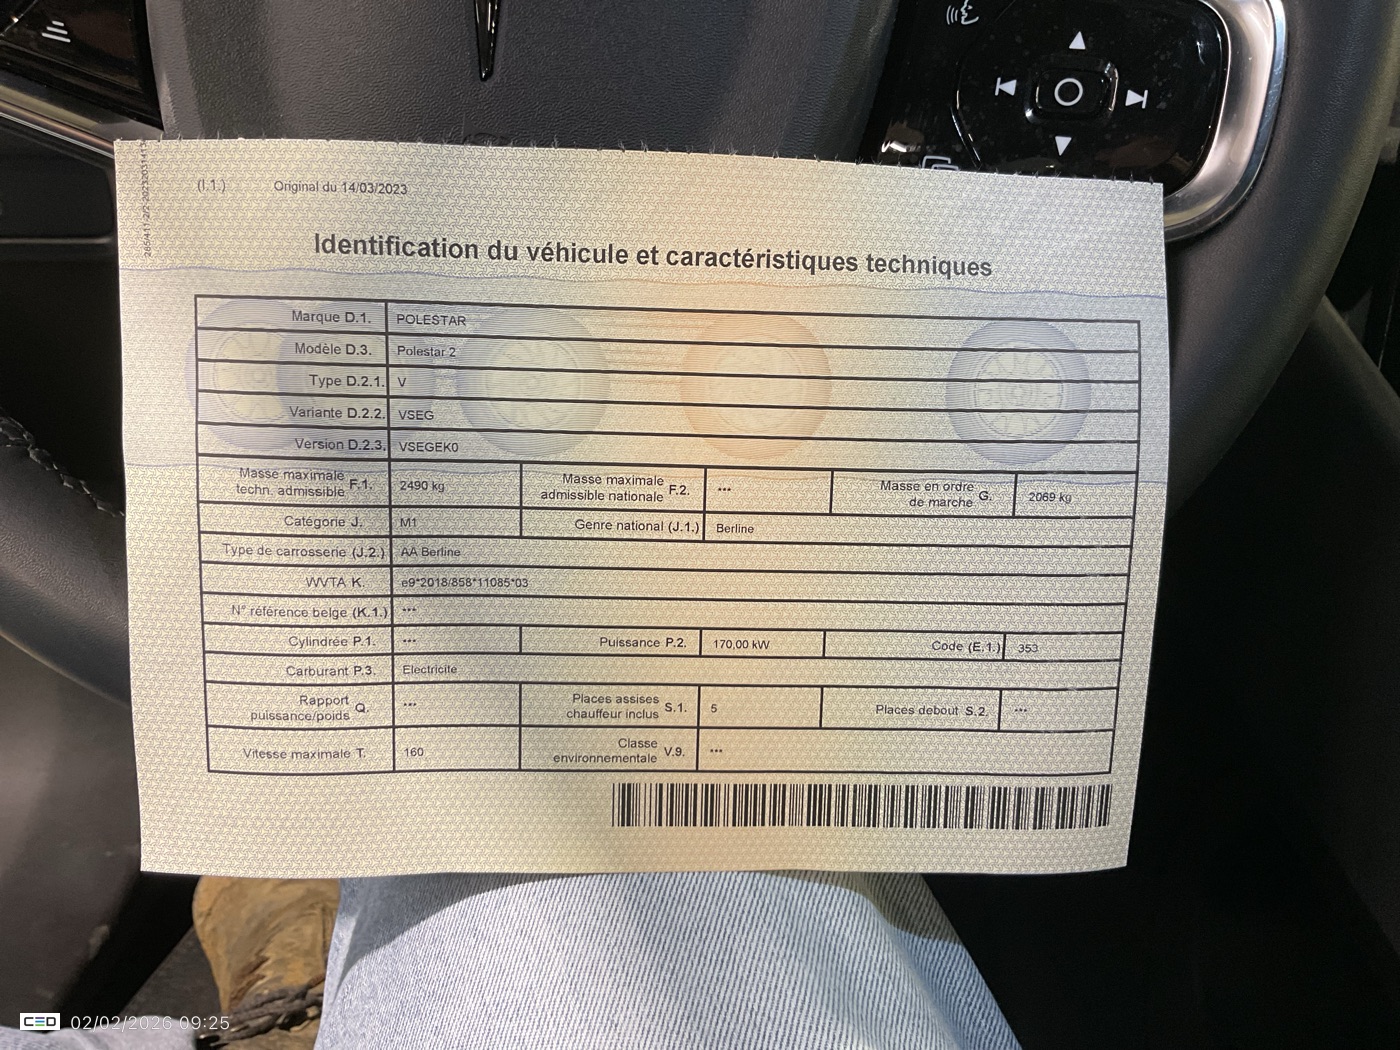 (I.1.) Original du 14/03/2023
Identification du véhicule et caractéristiques techniques
Marque D.1. POLESTAR
Modèle D.3. Polestar 2
Type D.2.1. V
Variante D.2.2. VSEG
Version D.2.3. VSEGEK0
Masse maximale techn. admissible F.1. 2490 kg Masse maximale admissible nationale F.2. --- Masse en ordre de marche G. 2069 kg
Catégorie J. M1 Genre national (J.1.) Berline
Type de carrosserie (J.2.) AA Berline
WVTA K. e9*2018/858*11085*03
N° référence belge (K.1.) ---
Cylindrée P.1. --- Puissance P.2. 170,00 kW Code (E.1.) 353
Carburant P.3. Electricité
Rapport puissance/poids Q. --- Places assises chauffeur inclus S.1. 5 Places debout S.2. ---
Vitesse maximale T. 160 Classe environnementale V.9. ---
CED 02/02/2026 09:25